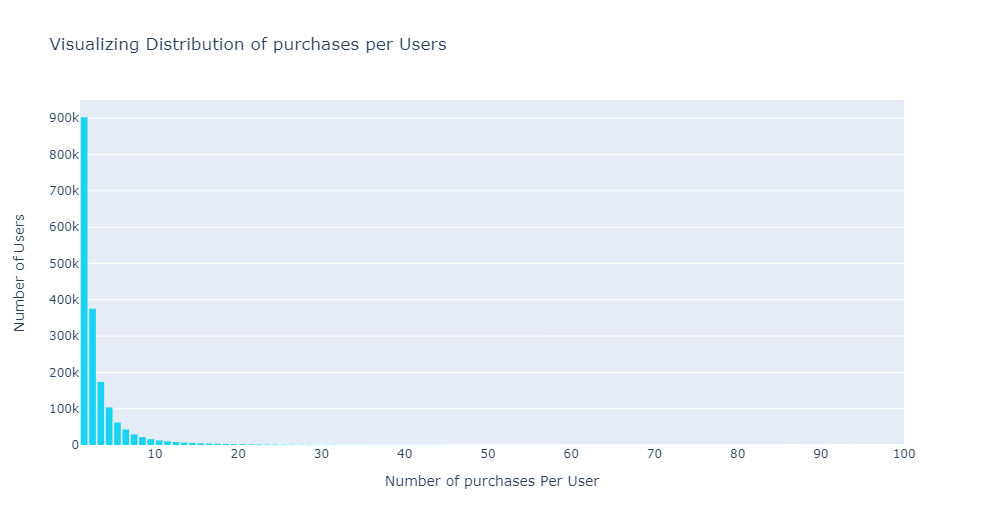 Visualizing Distribution of purchases per Users
900k
800k
700k
600k
500k
400k
300k
200k
100k
0
Number of Users
10 20 30 40 50 60 70 80 90 100
Number of purchases Per User